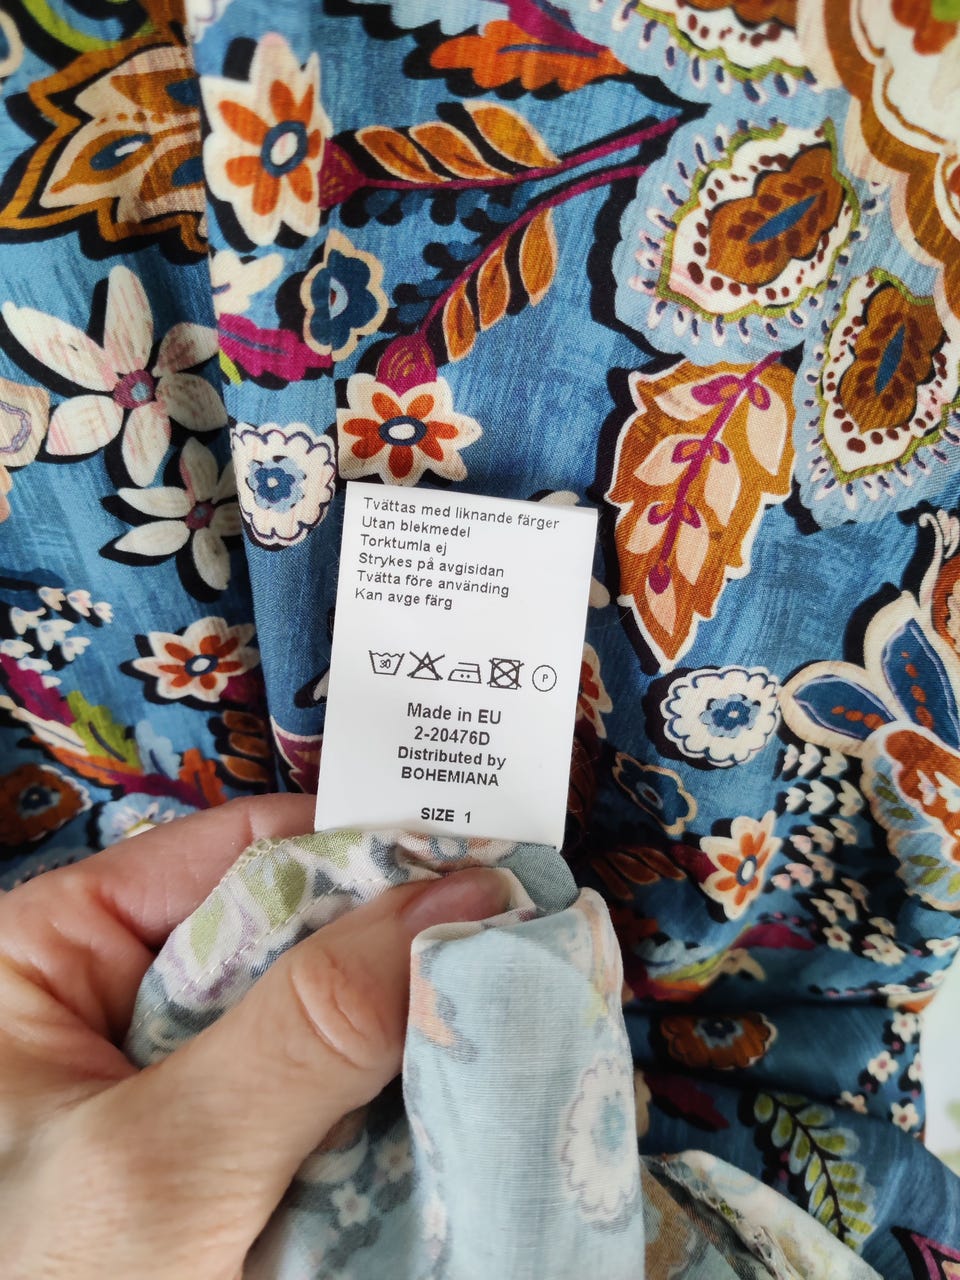 Tvättas med liknande färger
Utan blekmedel
Torktumla ej
Strykes på avgisidan
Tvätta före använding
Kan avge färg
30 P
Made in EU
2-20476D
Distributed by
BOHEMIANA
SIZE 1